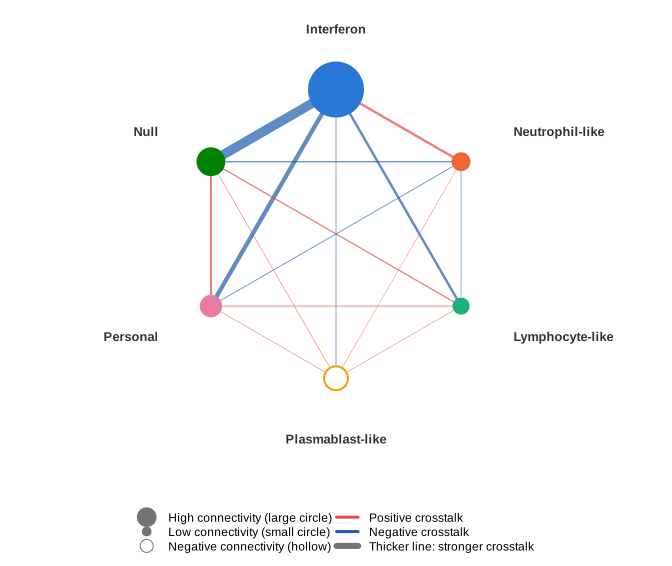 Interferon
Null
Neutrophil-like
Personal
Lymphocyte-like
Plasmablast-like
High connectivity (large circle)
Positive crosstalk
Low connectivity (small circle)
Negative crosstalk
Negative connectivity (hollow)
Thicker line: stronger crosstalk